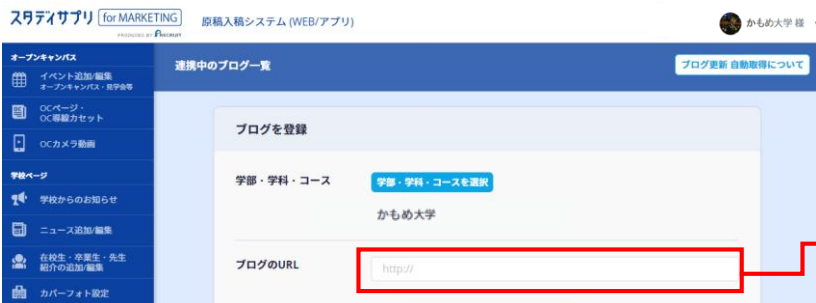 スタディサプリ for MARKETING
PRODUCED BY RECRUIT
原稿入稿システム (WEB/アプリ)
かもめ大学 様
オープンキャンパス
イベント追加/編集
オープンキャンパス・見学会等
OCページ・
OC導線カセット
OCカメラ動画
学校ページ
学校からのお知らせ
ニュース追加/編集
在校生・卒業生・先生
紹介の追加/編集
カバーフォト設定
連携中のブログ一覧
ブログ更新 自動取得について
ブログを登録
学部・学科・コース
学部・学科・コースを選択
かもめ大学
ブログのURL
http://